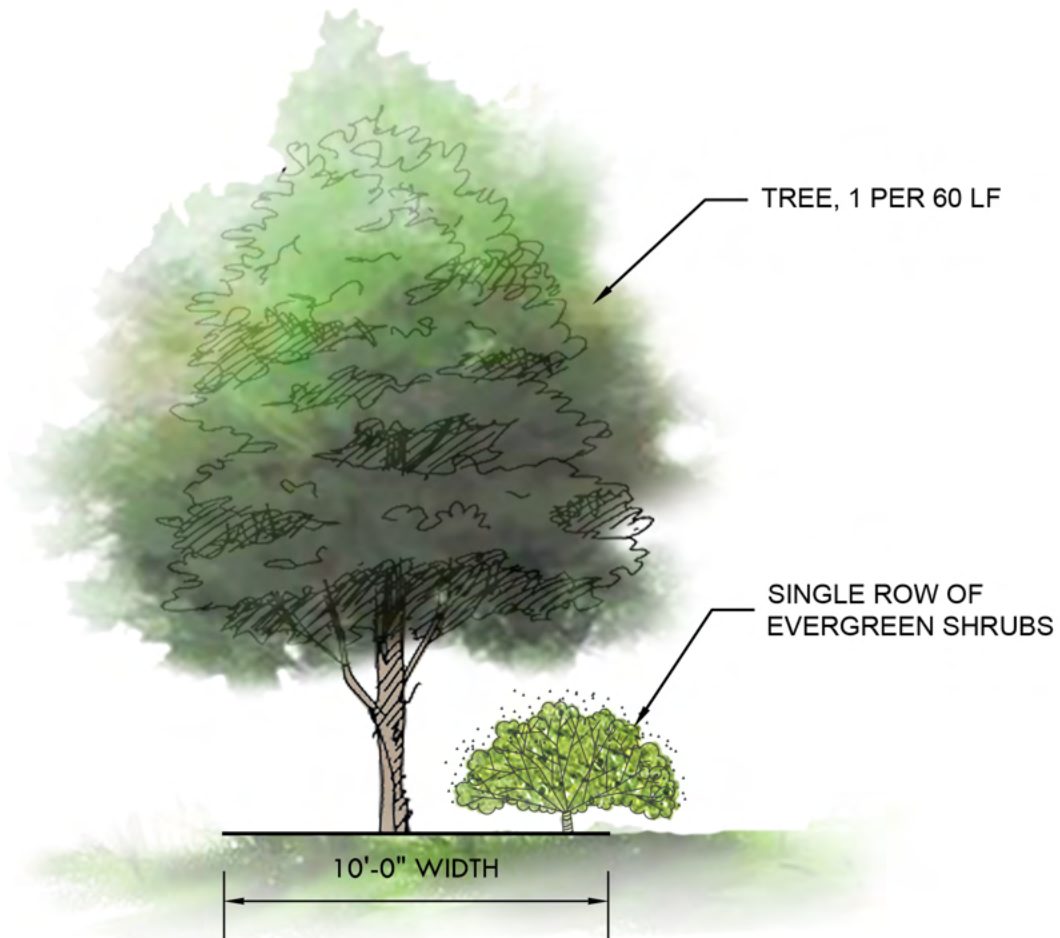 TREE, 1 PER 60 LF
SINGLE ROW OF
EVERGREEN SHRUBS
10'-0" WIDTH